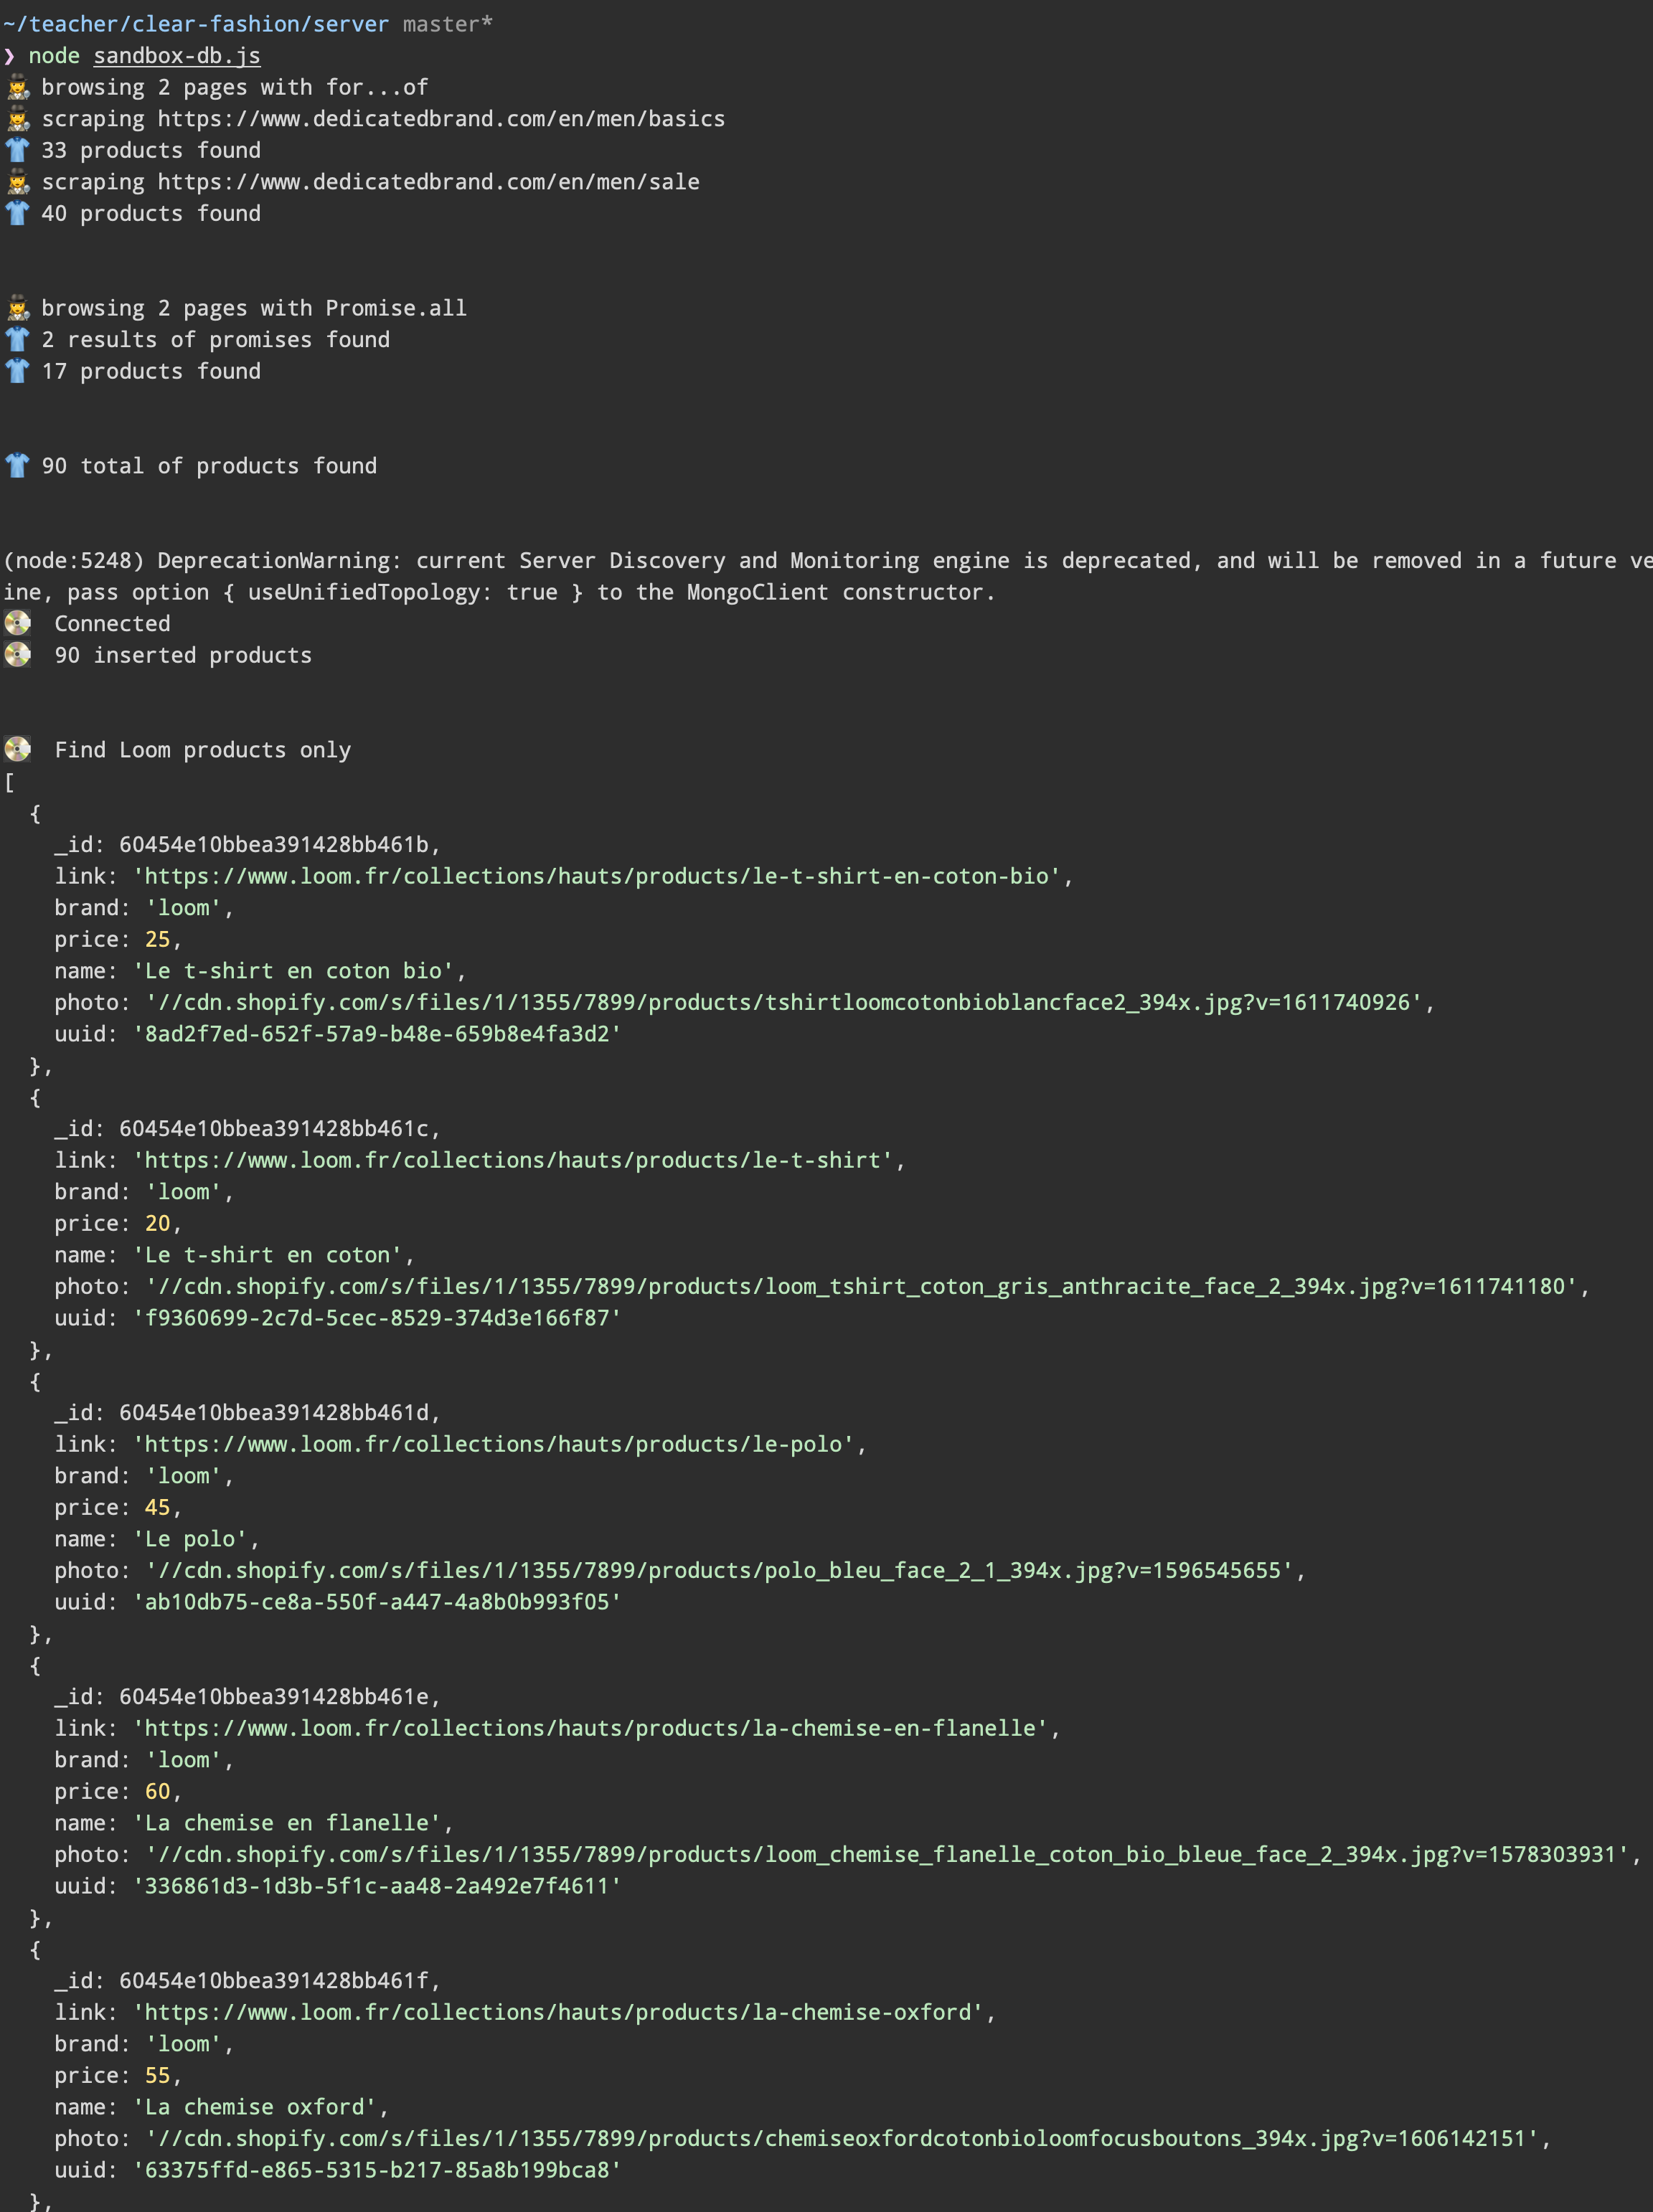 ~/teacher/clear-fashion/server master*
❯ node sandbox-db.js
🕵️‍♀️ browsing 2 pages with for...of
🕵️‍♀️ scraping https://www.dedicatedbrand.com/en/men/basics
👕 33 products found
🕵️‍♀️ scraping https://www.dedicatedbrand.com/en/men/sale
👕 40 products found
🕵️‍♀️ browsing 2 pages with Promise.all
👕 2 results of promises found
👕 17 products found
👕 90 total of products found
(node:5248) DeprecationWarning: current Server Discovery and Monitoring engine is deprecated, and will be removed in a future ve
ine, pass option { useUnifiedTopology: true } to the MongoClient constructor.
💽  Connected
💽  90 inserted products
💽  Find Loom products only
[
  {
    _id: 60454e10bbea391428bb461b,
    link: 'https://www.loom.fr/collections/hauts/products/le-t-shirt-en-coton-bio',
    brand: 'loom',
    price: 25,
    name: 'Le t-shirt en coton bio',
    photo: '//cdn.shopify.com/s/files/1/1355/7899/products/tshirtloomcotonbioblancface2_394x.jpg?v=1611740926',
    uuid: '8ad2f7ed-652f-57a9-b48e-659b8e4fa3d2'
  },
  {
    _id: 60454e10bbea391428bb461c,
    link: 'https://www.loom.fr/collections/hauts/products/le-t-shirt',
    brand: 'loom',
    price: 20,
    name: 'Le t-shirt en coton',
    photo: '//cdn.shopify.com/s/files/1/1355/7899/products/loom_tshirt_coton_gris_anthracite_face_2_394x.jpg?v=1611741180',
    uuid: 'f9360699-2c7d-5cec-8529-374d3e166f87'
  },
  {
    _id: 60454e10bbea391428bb461d,
    link: 'https://www.loom.fr/collections/hauts/products/le-polo',
    brand: 'loom',
    price: 45,
    name: 'Le polo',
    photo: '//cdn.shopify.com/s/files/1/1355/7899/products/polo_bleu_face_2_1_394x.jpg?v=1596545655',
    uuid: 'ab10db75-ce8a-550f-a447-4a8b0b993f05'
  },
  {
    _id: 60454e10bbea391428bb461e,
    link: 'https://www.loom.fr/collections/hauts/products/la-chemise-en-flanelle',
    brand: 'loom',
    price: 60,
    name: 'La chemise en flanelle',
    photo: '//cdn.shopify.com/s/files/1/1355/7899/products/loom_chemise_flanelle_coton_bio_bleue_face_2_394x.jpg?v=1578303931',
    uuid: '336861d3-1d3b-5f1c-aa48-2a492e7f4611'
  },
  {
    _id: 60454e10bbea391428bb461f,
    link: 'https://www.loom.fr/collections/hauts/products/la-chemise-oxford',
    brand: 'loom',
    price: 55,
    name: 'La chemise oxford',
    photo: '//cdn.shopify.com/s/files/1/1355/7899/products/chemiseoxfordcotonbioloomfocusboutons_394x.jpg?v=1606142151',
    uuid: '63375ffd-e865-5315-b217-85a8b199bca8'
  },